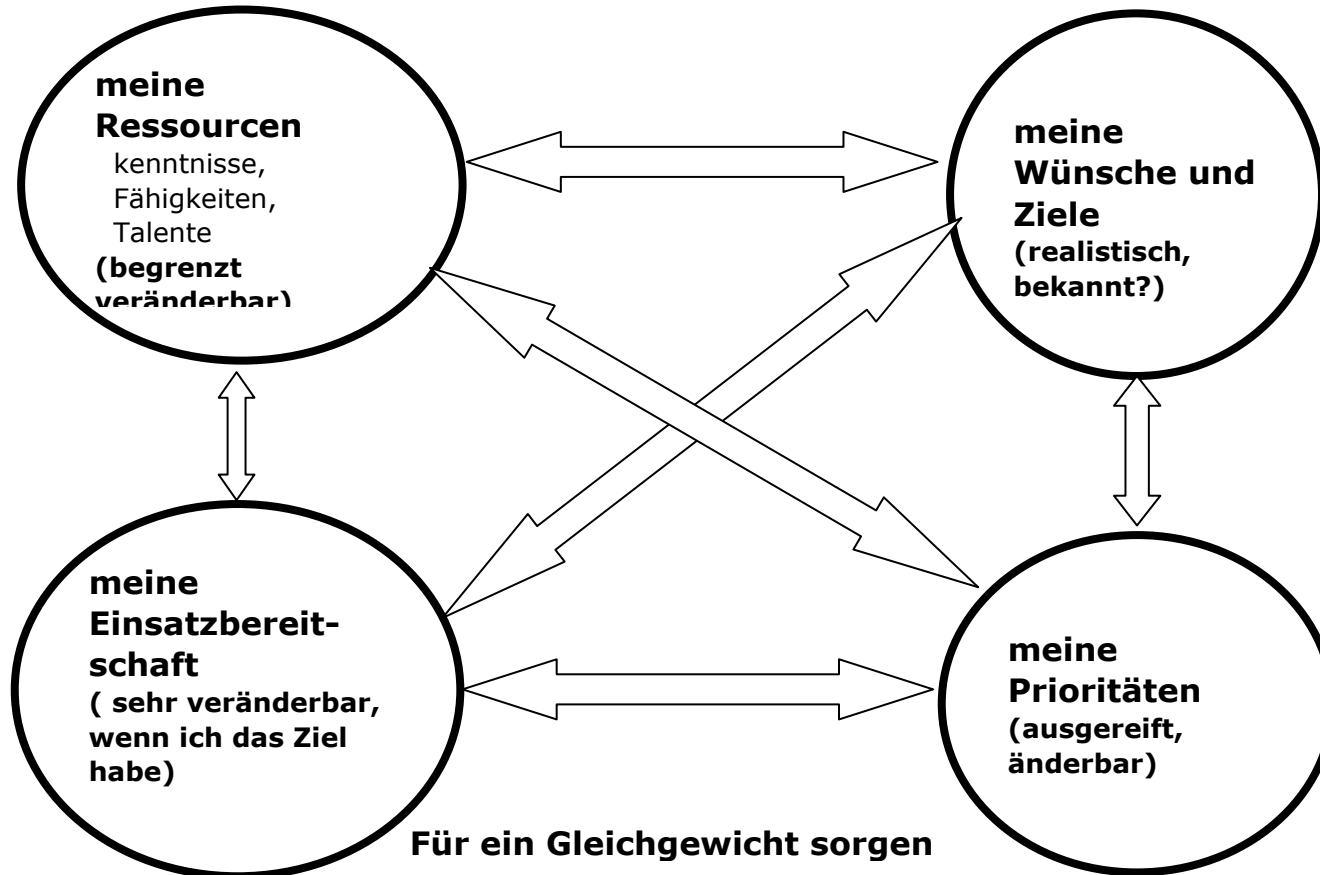 meine
Ressourcen
kenntnisse,
Fähigkeiten,
Talente
(begrenzt
veränderbar)
meine
Wünsche und
Ziele
(realistisch,
bekannt?)
meine
Einsatzbereit-
schaft
( sehr veränderbar,
wenn ich das Ziel
habe)
meine
Prioritäten
(ausgereift,
änderbar)
Für ein Gleichgewicht sorgen